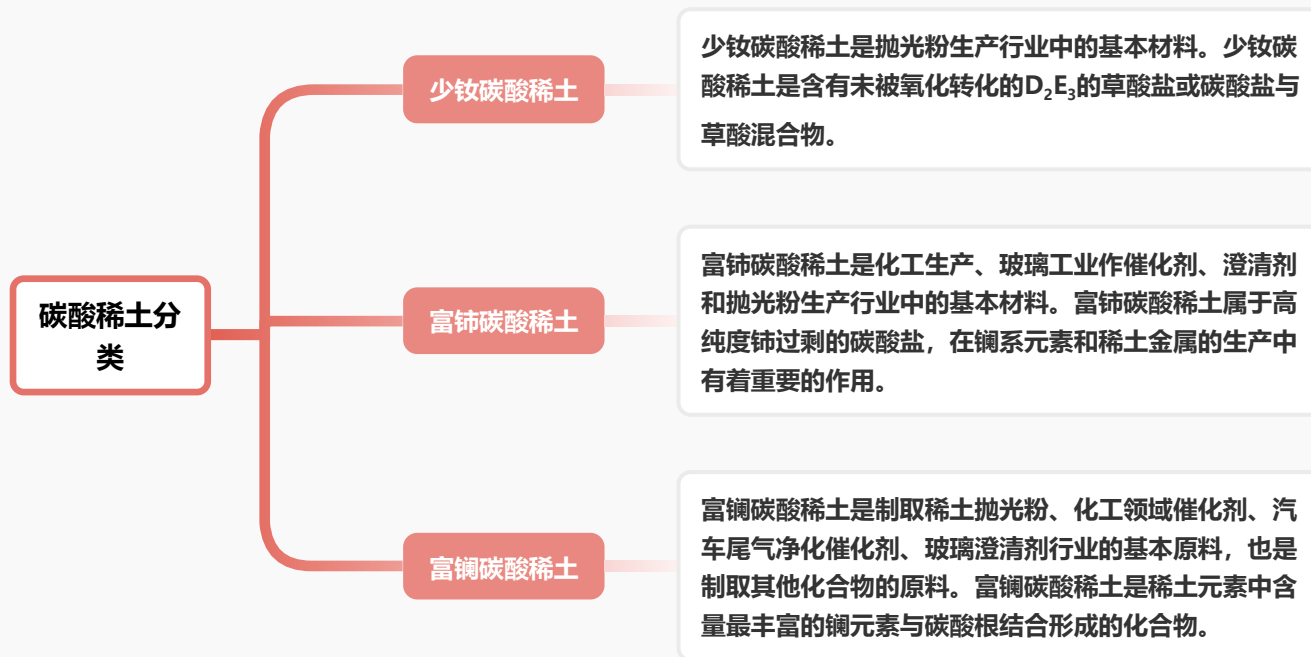 少钕碳酸稀土是抛光粉生产行业中的基本材料。少钕碳
酸稀土是含有未被氧化转化的D₂E₃的草酸盐或碳酸盐与
草酸混合物。
少钕碳酸稀土
富铈碳酸稀土是化工生产、玻璃工业作催化剂、澄清剂
和抛光粉生产行业中的基本材料。富铈碳酸稀土属于高
纯度铈过剩的碳酸盐，在镧系元素和稀土金属的生产中
有着重要的作用。
碳酸稀土分
类
富铈碳酸稀土
富镧碳酸稀土是制取稀土抛光粉、化工领域催化剂、汽
车尾气净化催化剂、玻璃澄清剂行业的基本原料，也是
制取其他化合物的原料。富镧碳酸稀土是稀土元素中含
量最丰富的镧元素与碳酸根结合形成的化合物。
富镧碳酸稀土